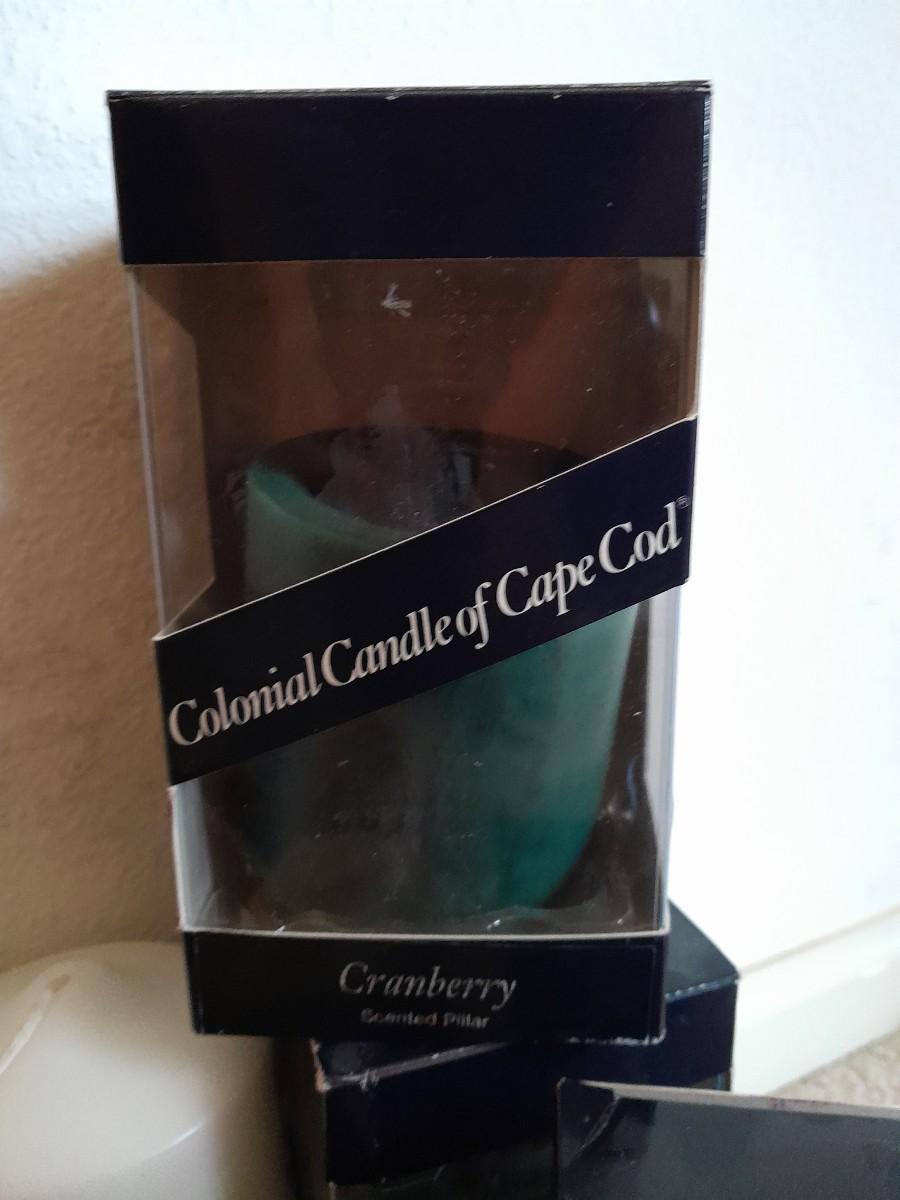 Colonial Candle of Cape Cod
Cranberry
Scented Pillar